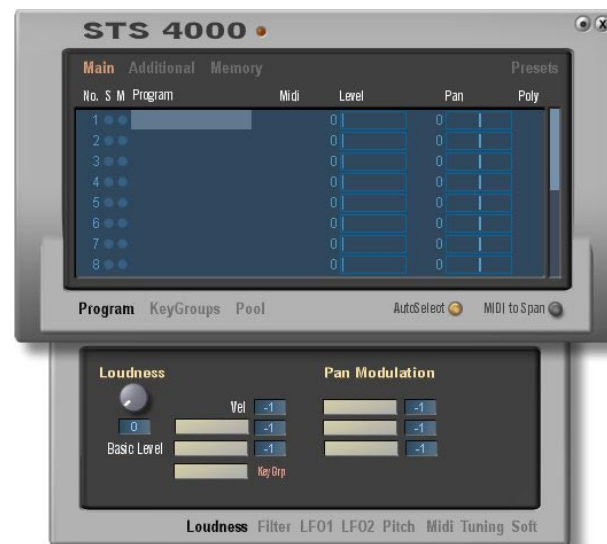 STS 4000
X
Main Additional Memory Presets
No. S M Program Midi Level Pan Poly
1 0 0
2 0 0
3 0 0
4 0 0
5 0 0
6 0 0
7 0 0
8 0 0
Program KeyGroups Pool AutoSelect MIDI to Span
Loudness Pan Modulation
Vel -1
0 -1 -1
Basic Level -1 -1
KeyGrp -1
Loudness Filter LFO1 LFO2 Pitch Midi Tuning Soft